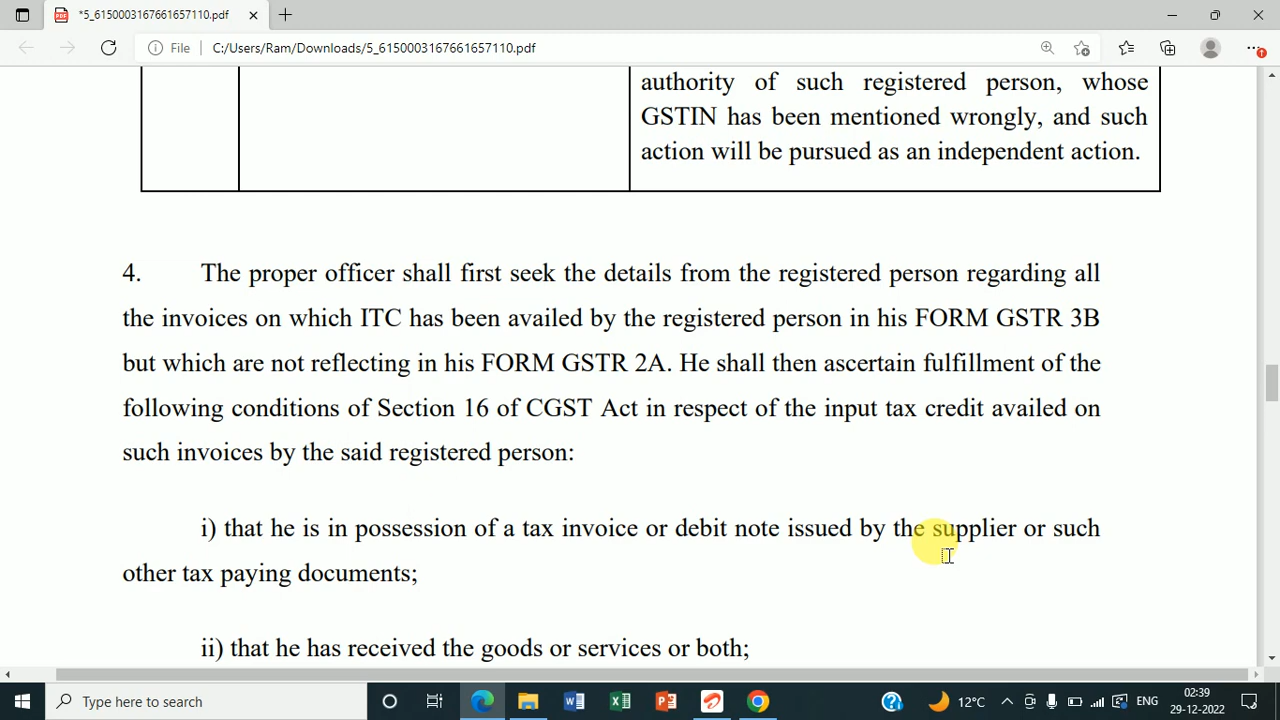 *5_6150003167661657110.pdf
File C:/Users/Ram/Downloads/5_6150003167661657110.pdf
authority of such registered person, whose
GSTIN has been mentioned wrongly, and such
action will be pursued as an independent action.
4. The proper officer shall first seek the details from the registered person regarding all
the invoices on which ITC has been availed by the registered person in his FORM GSTR 3B
but which are not reflecting in his FORM GSTR 2A. He shall then ascertain fulfillment of the
following conditions of Section 16 of CGST Act in respect of the input tax credit availed on
such invoices by the said registered person:
i) that he is in possession of a tax invoice or debit note issued by the supplier or such
other tax paying documents;
ii) that he has received the goods or services or both;
Type here to search
12°C
ENG
02:39
29-12-2022